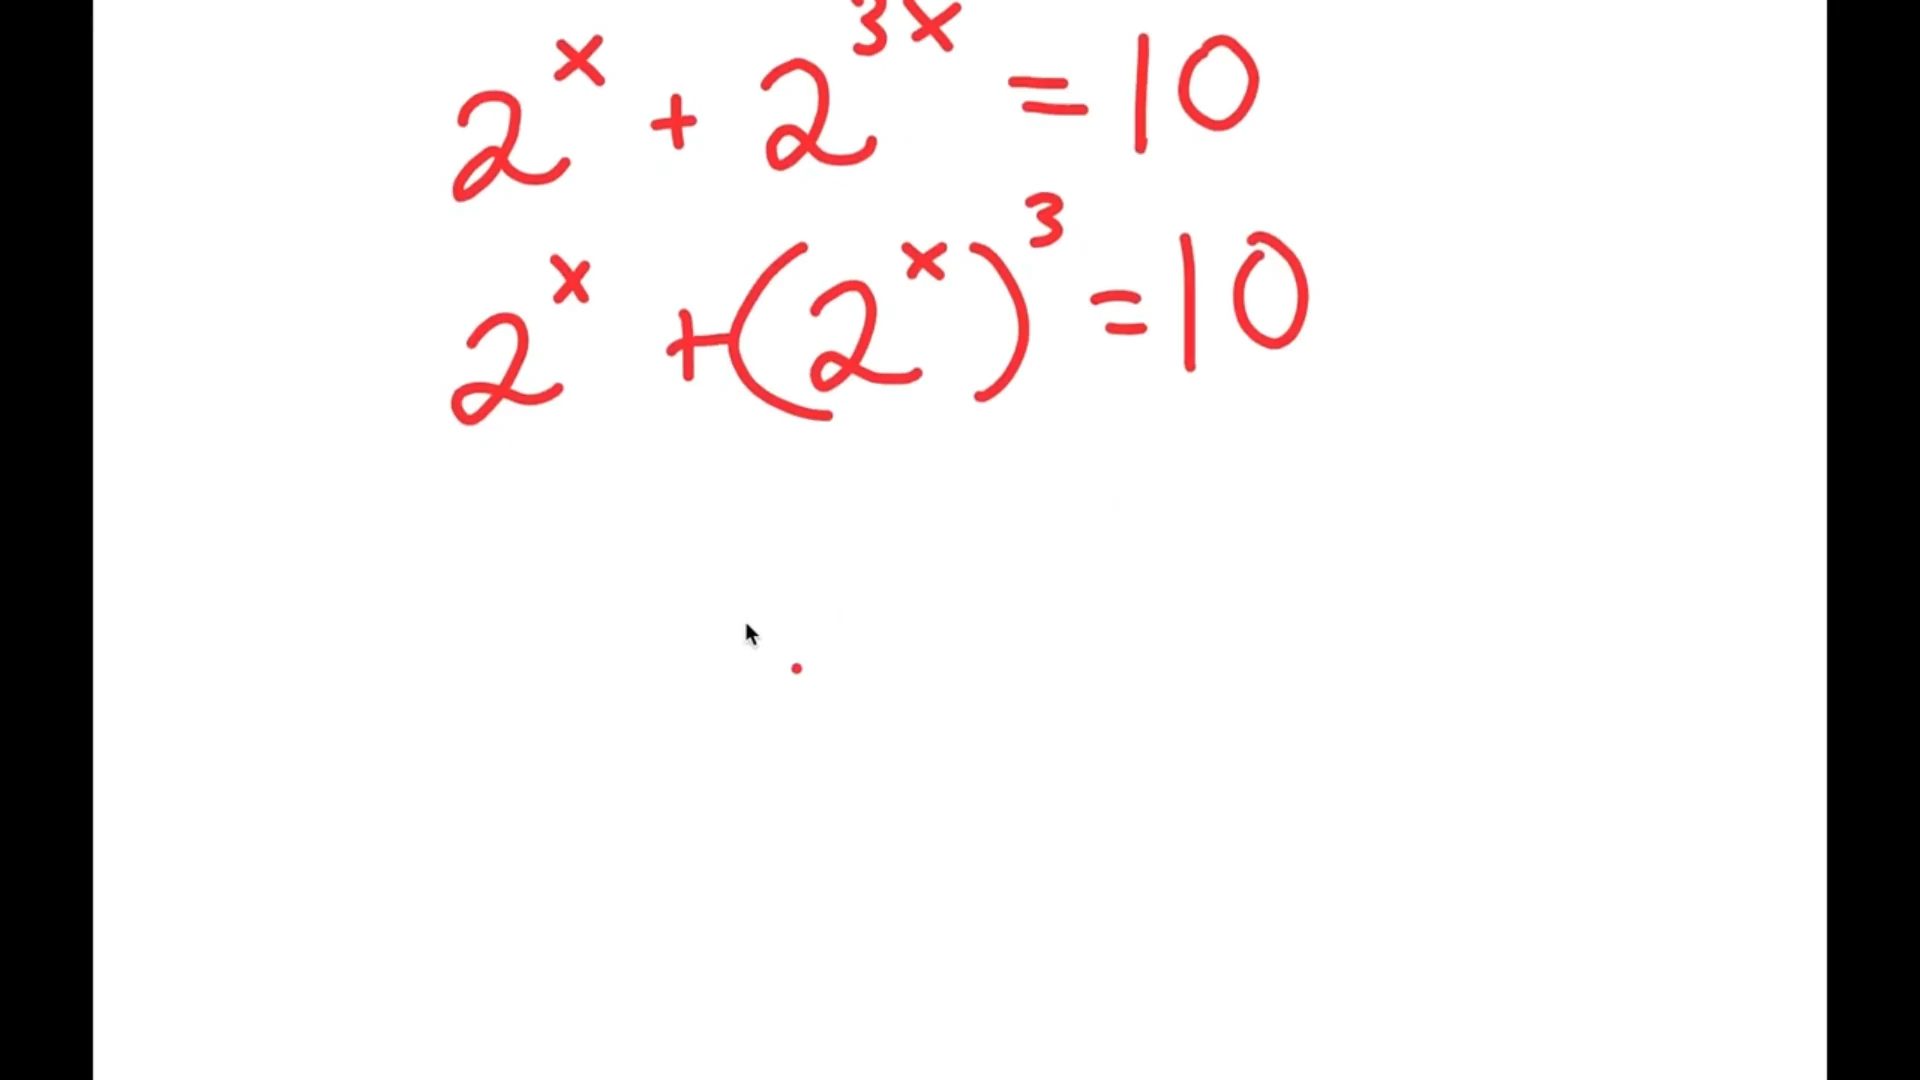 2^x + 2^3x = 10
2^x + (2^x)^3 = 10